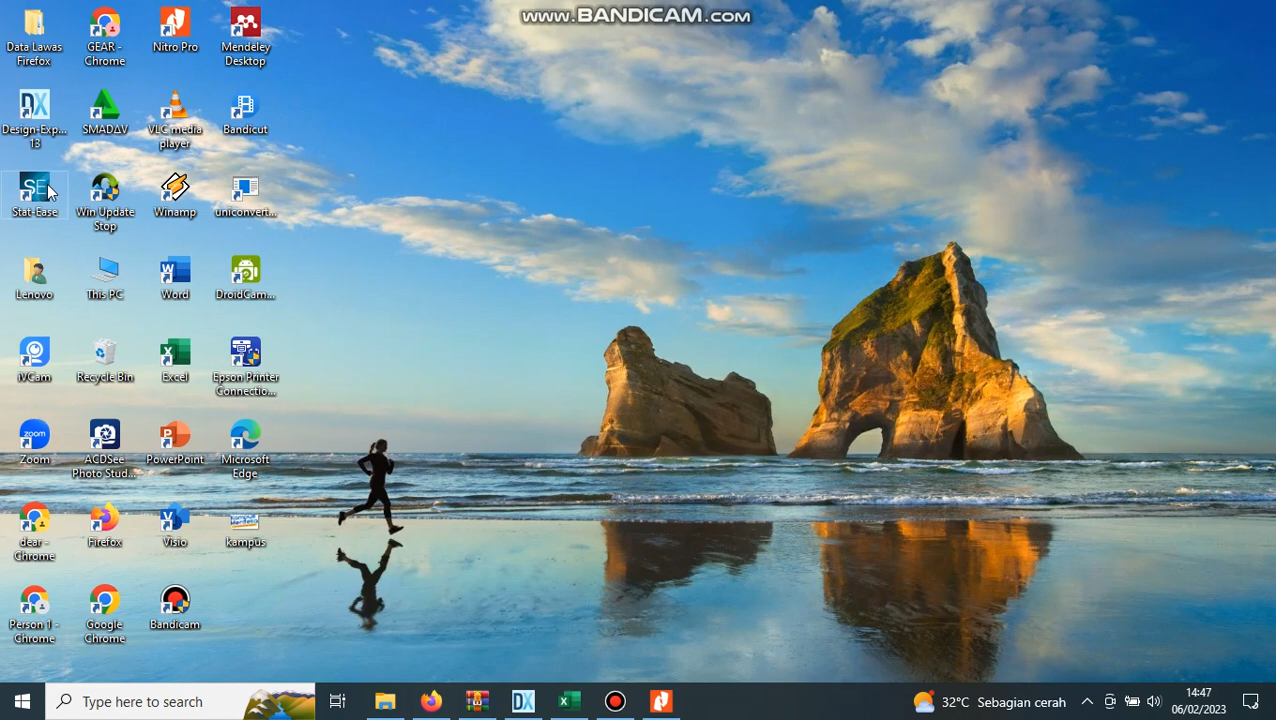 www.BANDICAM.com
Data Lawas
Firefox
GEAR -
Chrome
Nitro Pro
Mendeley
Desktop
Design-Exp...
13
SMADΔV
VLC media
player
Bandicut
Stat-Ease
Win Update
Stop
Winamp
uniconvert...
Lenovo
This PC
Word
DroidCam...
iVCam
Recycle Bin
Excel
Epson Printer
Connectio...
Zoom
ACDSee
Photo Stud...
PowerPoint
Microsoft
Edge
dear -
Chrome
Firefox
Visio
kampus
Person 1 -
Chrome
Google
Chrome
Bandicam
Type here to search
32°C Sebagian cerah
14:47
06/02/2023